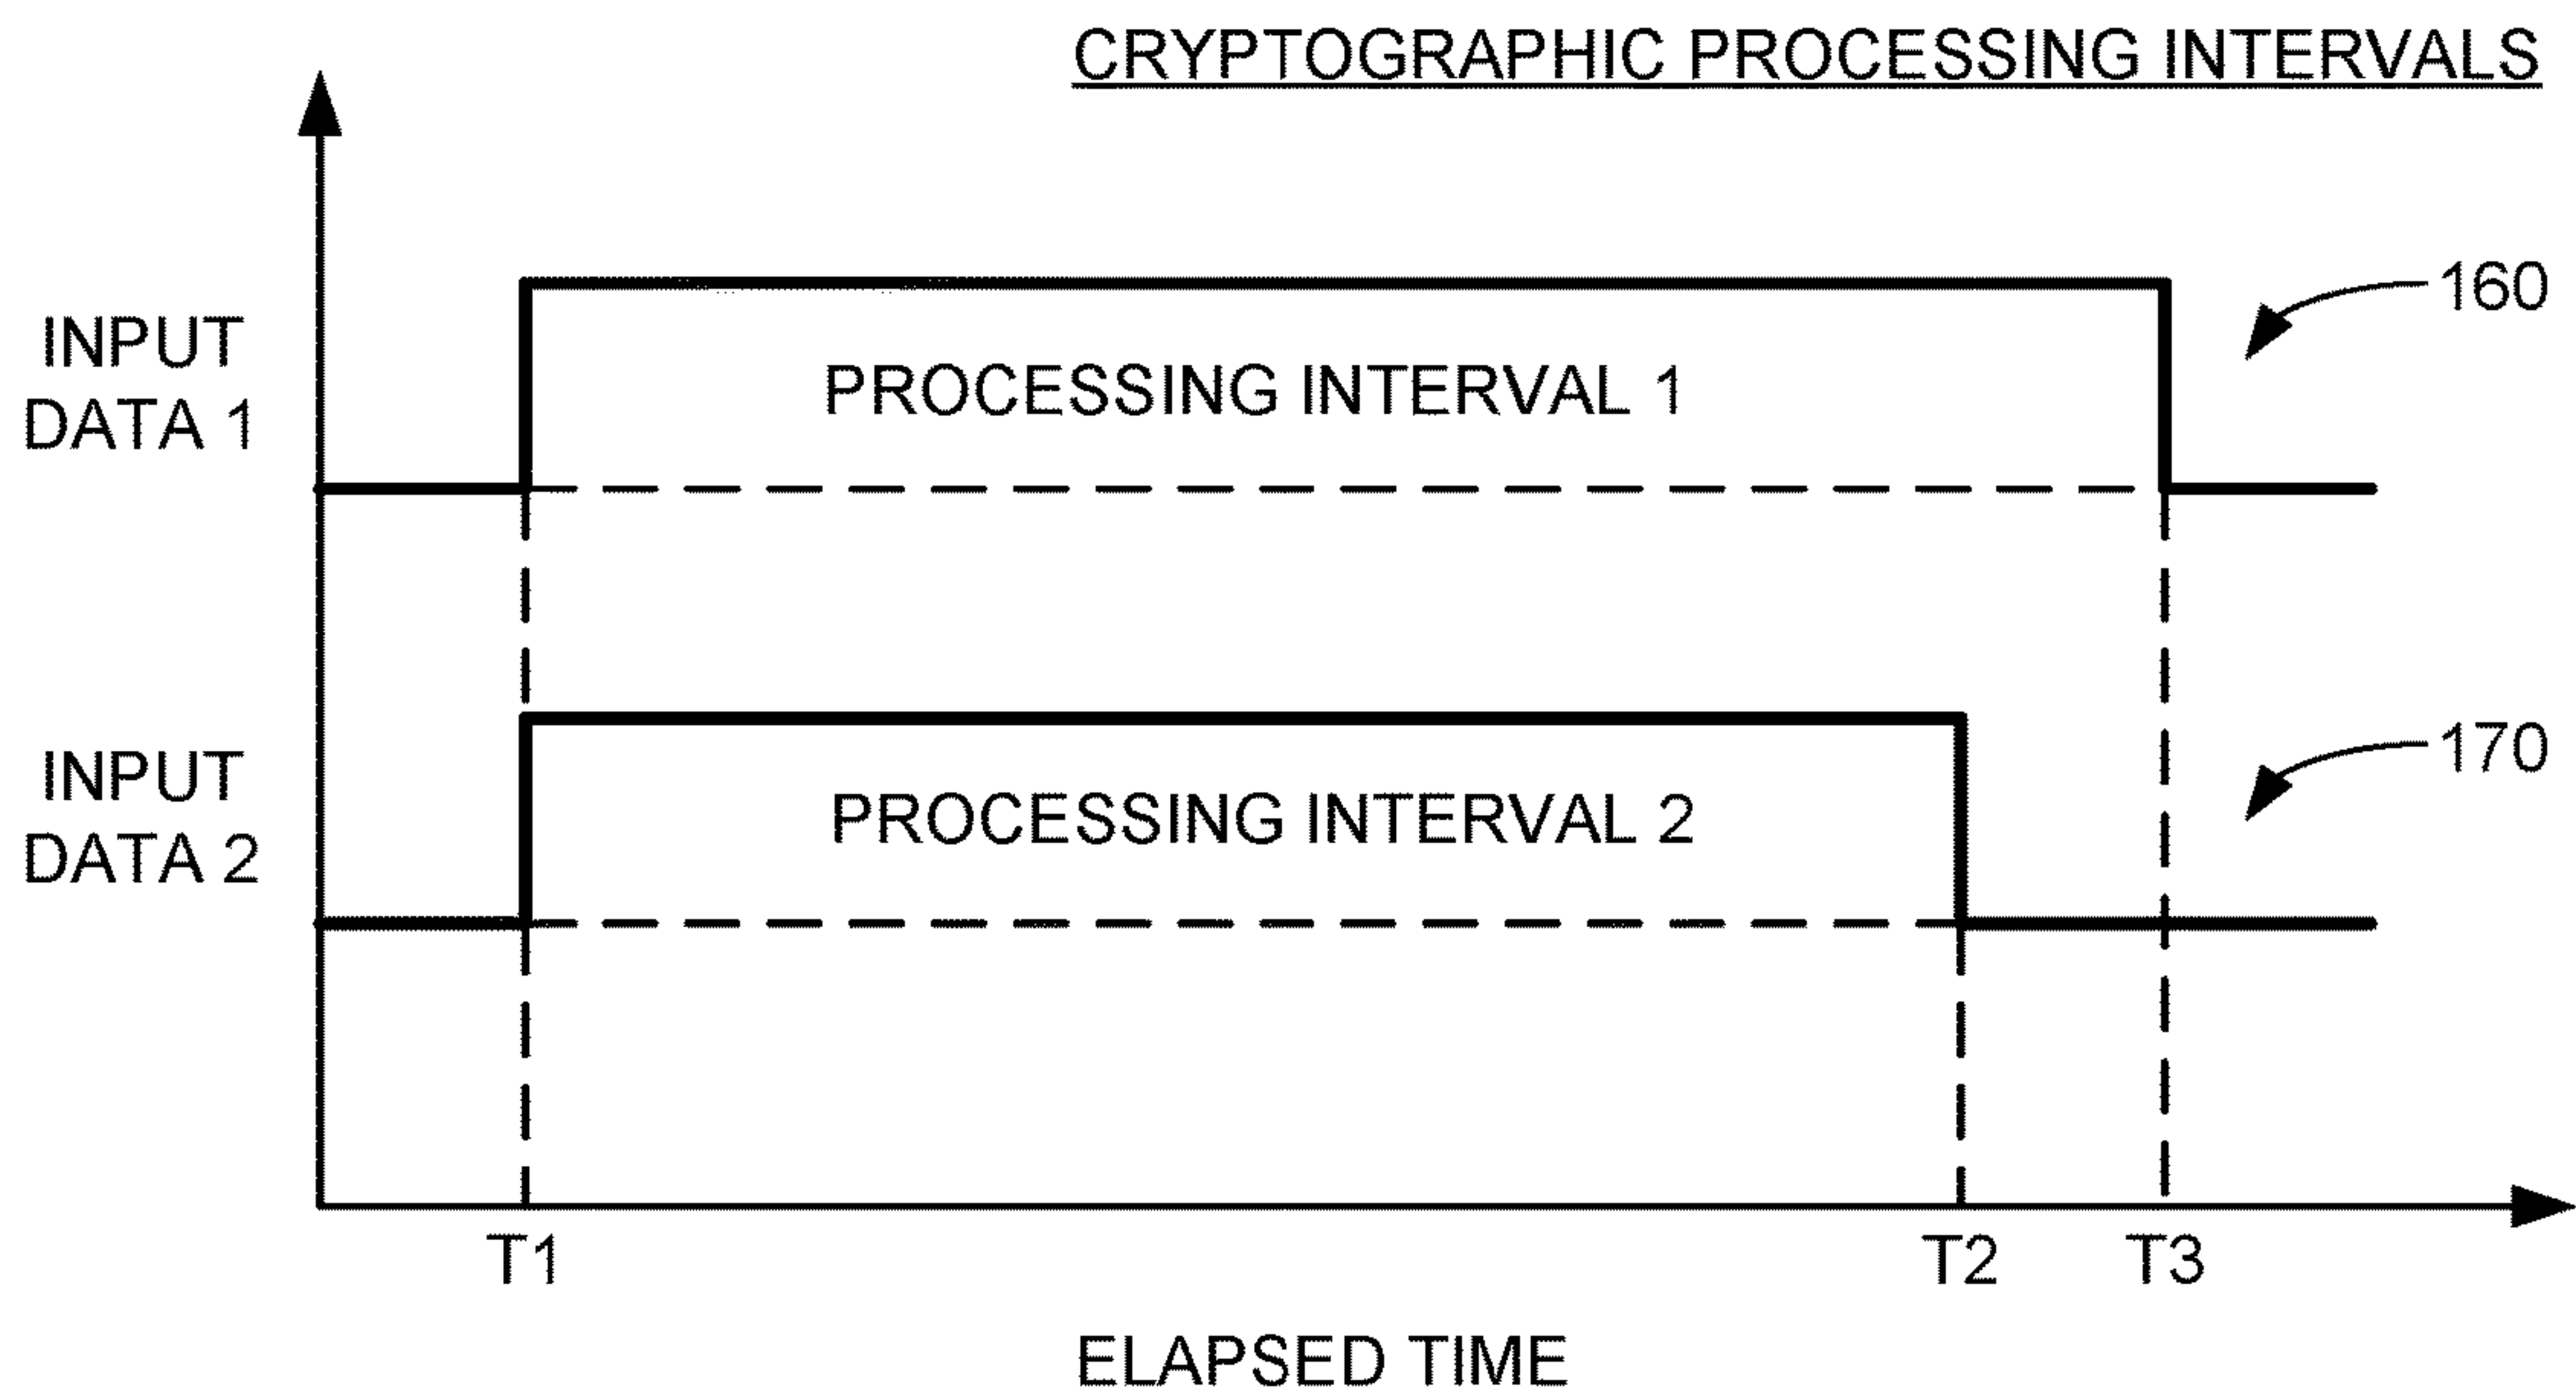 CRYPTOGRAPHIC PROCESSING INTERVALS
160
INPUT
DATA 1
PROCESSING INTERVAL 1
170
INPUT
DATA 2
PROCESSING INTERVAL 2
T1
T2
T3
ELAPSED TIME